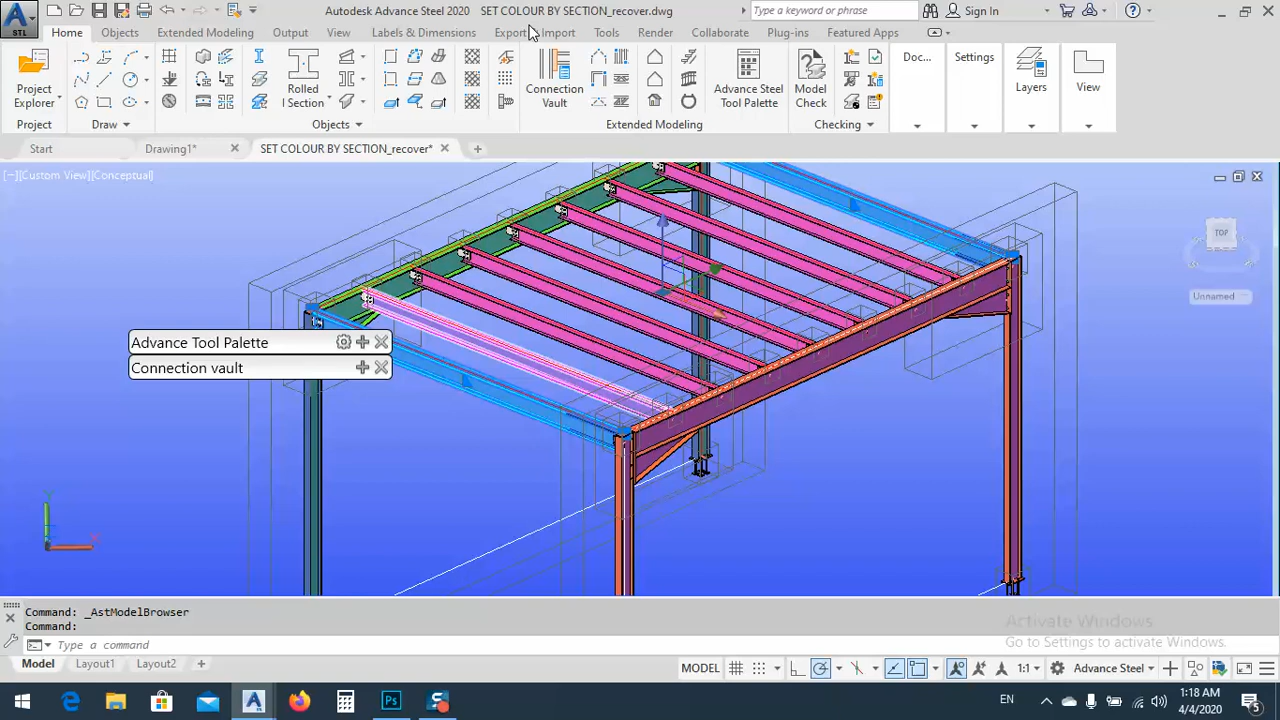 Autodesk Advance Steel 2020 SET COLOUR BY SECTION_recover.dwg
Type a keyword or phrase
Sign In
STL
Home Objects Extended Modeling Output View Labels & Dimensions Export & Import Tools Render Collaborate Plug-ins Featured Apps
Project Explorer
Rolled I Section
Connection Vault
Advance Steel Tool Palette
Model Check
Doc...
Settings
Layers
View
Project Draw Objects Extended Modeling Checking
Start Drawing1* SET COLOUR BY SECTION_recover*
[−][Custom View][Conceptual]
TOP
Unnamed
Advance Tool Palette
Connection vault
Y
X
Command: _AstModelBrowser
Command:
Type a command
Activate Windows
Go to Settings to activate Windows.
Model Layout1 Layout2
MODEL 1:1 Advance Steel
EN
1:18 AM
4/4/2020
5